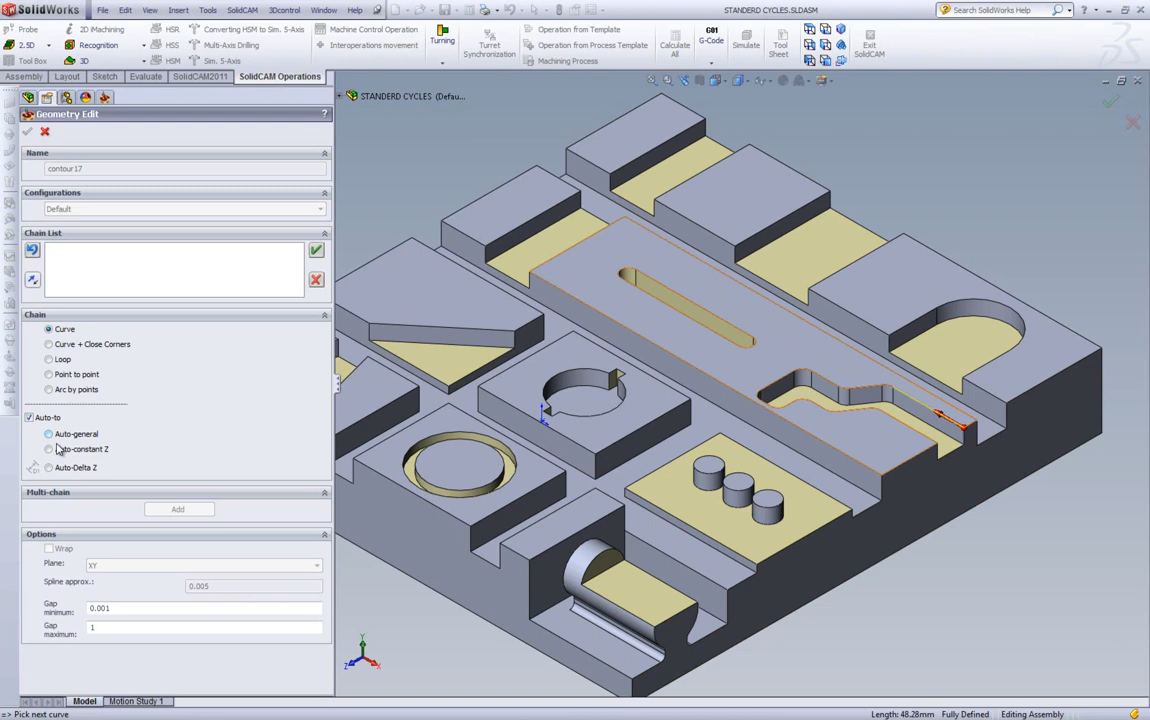 SolidWorks File Edit View Insert Tools SolidCAM 3Dcontrol Window Help STANDERD CYCLES.SLDASM Search SolidWorks Help
Probe 2D iMachining HSR Converting HSM to Sim. 5-Axis Machine Control Operation Operation from Template
2.5D Recognition HSS Multi-Axis Drilling Interoperations movement Turning Turret Synchronization Operation from Process Template Calculate All G01 G-Code Simulate Tool Sheet Exit SolidCAM
Tool Box 3D HSM Sim. 5-Axis Machining Process
Assembly Layout Sketch Evaluate SolidCAM2011 SolidCAM Operations
STANDERD CYCLES (Defau...
Geometry Edit ?
Name
contour17
Configurations
Default
Chain List
Chain
Curve
Curve + Close Corners
Loop
Point to point
Arc by points
Auto-to
Auto-general
Auto-constant Z
Auto-Delta Z
Multi-chain
Add
Options
Wrap
Plane: XY
Spline approx.: 0.005
Gap minimum: 0.001
Gap maximum: 1
Y
Z X
Model Motion Study 1
=> Pick next curve Length: 48.28mm Fully Defined Editing Assembly